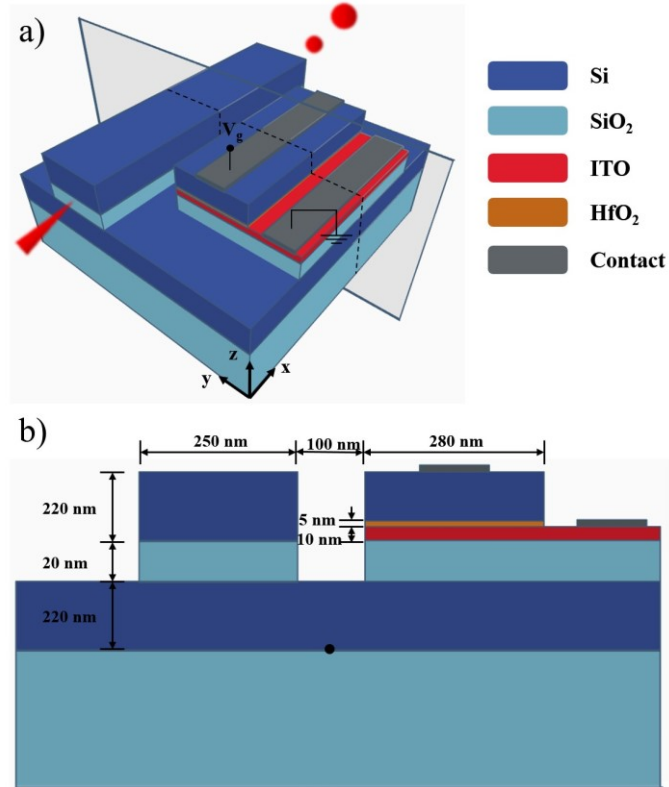 a)
Si
SiO₂
ITO
HfO₂
Contact
V_g
z
x
y
b)
250 nm
100 nm
280 nm
220 nm
5 nm
10 nm
20 nm
220 nm